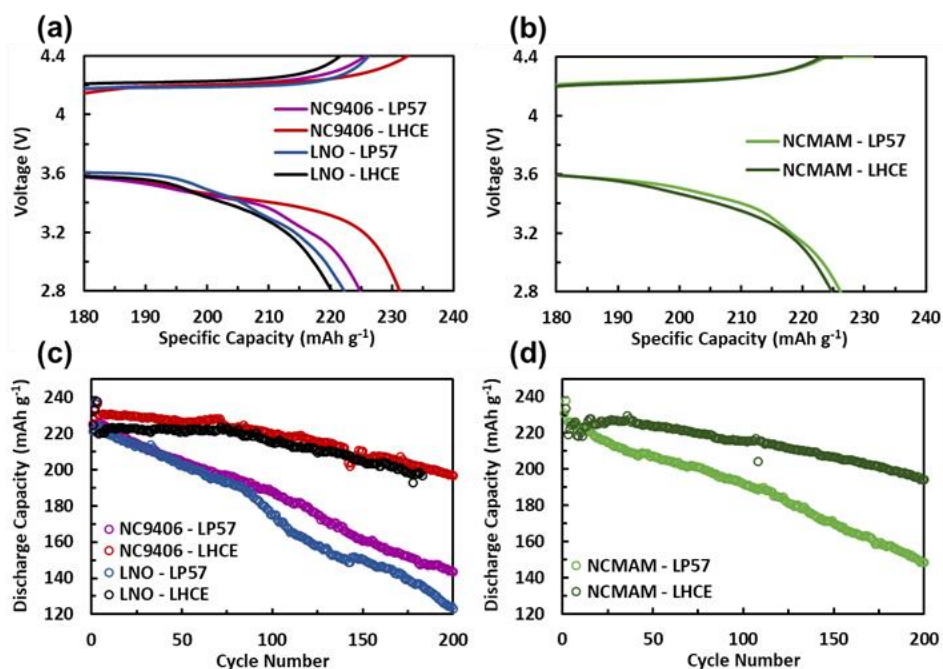 (a)
4.4
4
3.6
3.2
2.8
Voltage (V)
NC9406 - LP57
NC9406 - LHCE
LNO - LP57
LNO - LHCE
180 190 200 210 220 230 240
Specific Capacity (mAh g⁻¹)
(b)
4.4
4
3.6
3.2
2.8
Voltage (V)
NCMAM - LP57
NCMAM - LHCE
180 190 200 210 220 230 240
Specific Capacity (mAh g⁻¹)
(c)
240
220
200
180
160
140
120
Discharge Capacity (mAh g⁻¹)
NC9406 - LP57
NC9406 - LHCE
LNO - LP57
LNO - LHCE
0 50 100 150 200
Cycle Number
(d)
240
220
200
180
160
140
120
Discharge Capacity (mAh g⁻¹)
NCMAM - LP57
NCMAM - LHCE
0 50 100 150 200
Cycle Number